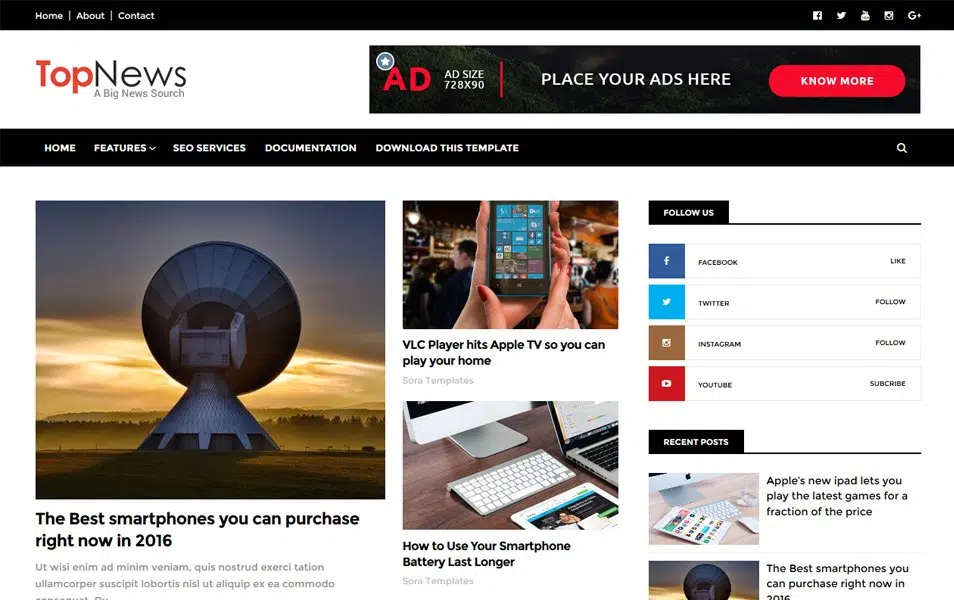 Home | About | Contact
TopNews
A Big News Sourch
AD
AD SIZE
728X90
PLACE YOUR ADS HERE
KNOW MORE
HOME FEATURES SEO SERVICES DOCUMENTATION DOWNLOAD THIS TEMPLATE
The Best smartphones you can purchase
right now in 2016
Ut wisi enim ad minim veniam, quis nostrud exerci tation
ullamcorper suscipit lobortis nisl ut aliquip ex ea commodo
consequat. Du
VLC Player hits Apple TV so you can
play your home
Sora Templates
How to Use Your Smartphone
Battery Last Longer
Sora Templates
FOLLOW US
FACEBOOK LIKE
TWITTER FOLLOW
INSTAGRAM FOLLOW
YOUTUBE SUBCRIBE
RECENT POSTS
Apple's new ipad lets you
play the latest games for a
fraction of the price
The Best smartphones you
can purchase right now in
2016